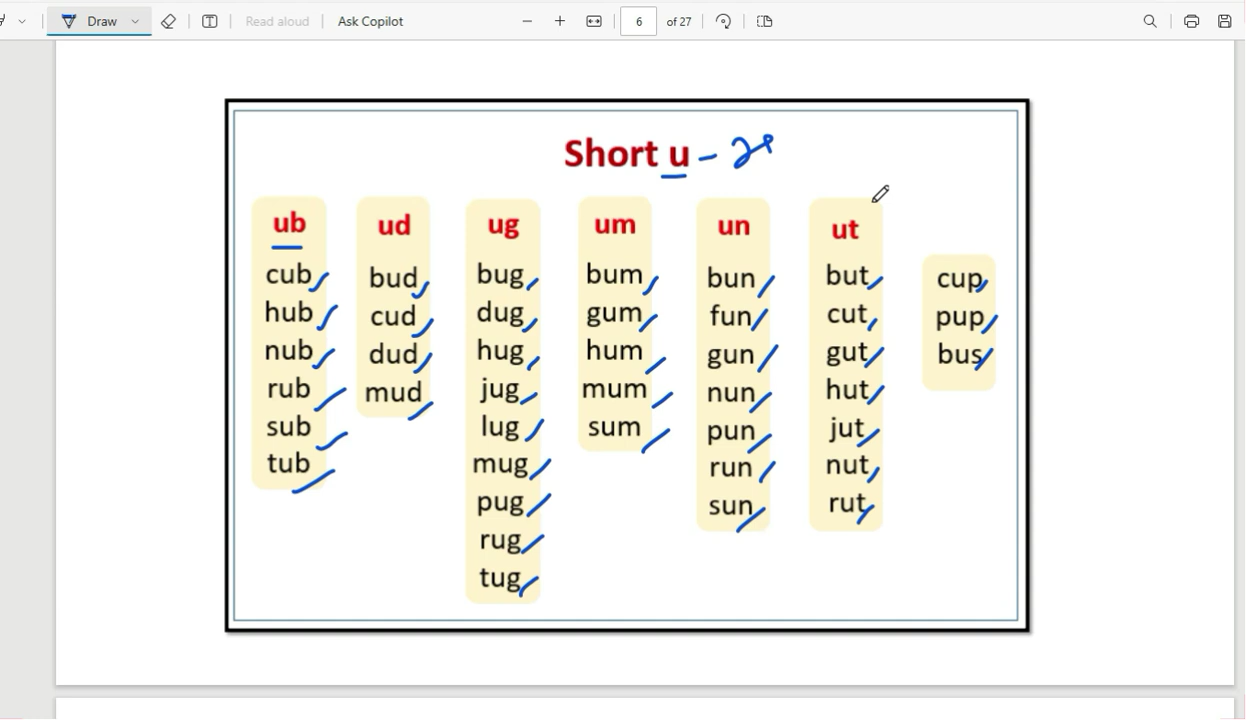 Draw
Read aloud
Ask Copilot
6
of 27
Short u -
ub
cub
hub
nub
rub
sub
tub
ud
bud
cud
dud
mud
ug
bug
dug
hug
jug
lug
mug
pug
rug
tug
um
bum
gum
hum
mum
sum
un
bun
fun
gun
nun
pun
run
sun
ut
but
cut
gut
hut
jut
nut
rut
cup
pup
bus